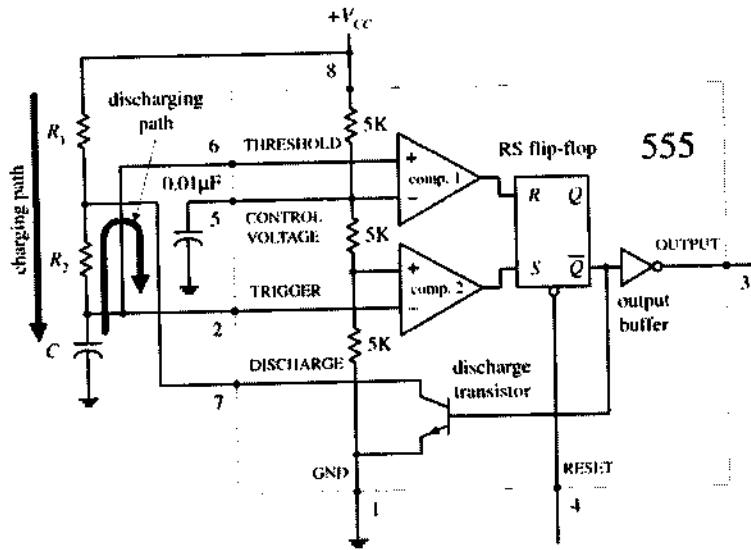 +V_CC
8
discharging path
5K
R₁
6
THRESHOLD
+
comp. 1
−
RS flip-flop
555
0.01µF
5
CONTROL VOLTAGE
R
Q
charging path
5K
R₂
+
comp. 2
−
S
Q̅
OUTPUT
3
TRIGGER
2
output buffer
C
5K
DISCHARGE
7
discharge transistor
GND
RESET
1
4